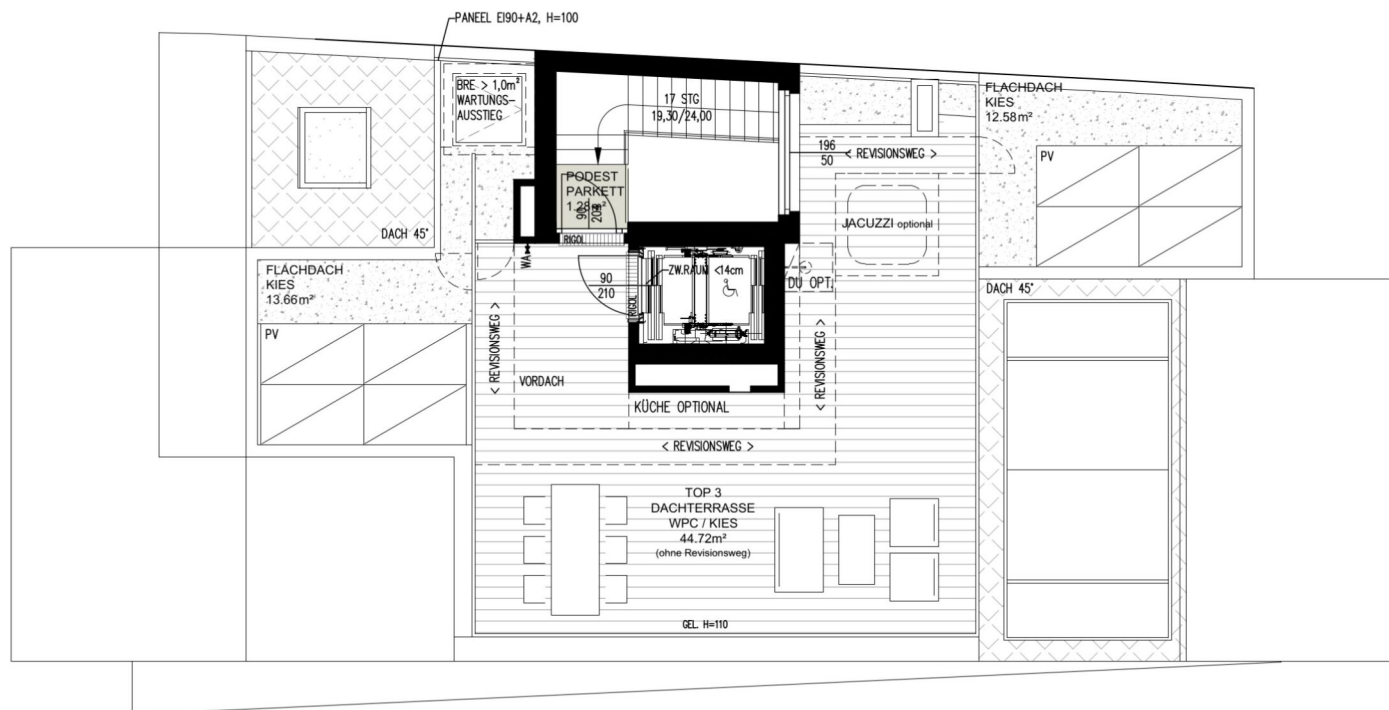 PANEEL EI90+A2, H=100
BRE > 1,0m²
WARTUNGS-
AUSSTIEG
17 STG
19,30/24,00
FLACHDACH
KIES
12.58m²
196
50
< REVISIONSWEG >
PV
PODEST
PARKETT
1.28m²
90
JACUZZI optional
DACH 45°
RIGOL
WA
ZW.RAUM <14cm
90
210
RIGOL
DU OPT.
FLACHDACH
KIES
13.66m²
DACH 45°
PV
< REVISIONSWEG >
< REVISIONSWEG >
VORDACH
KÜCHE OPTIONAL
< REVISIONSWEG >
TOP 3
DACHTERRASSE
WPC / KIES
44.72m²
(ohne Revisionsweg)
GEL. H=110